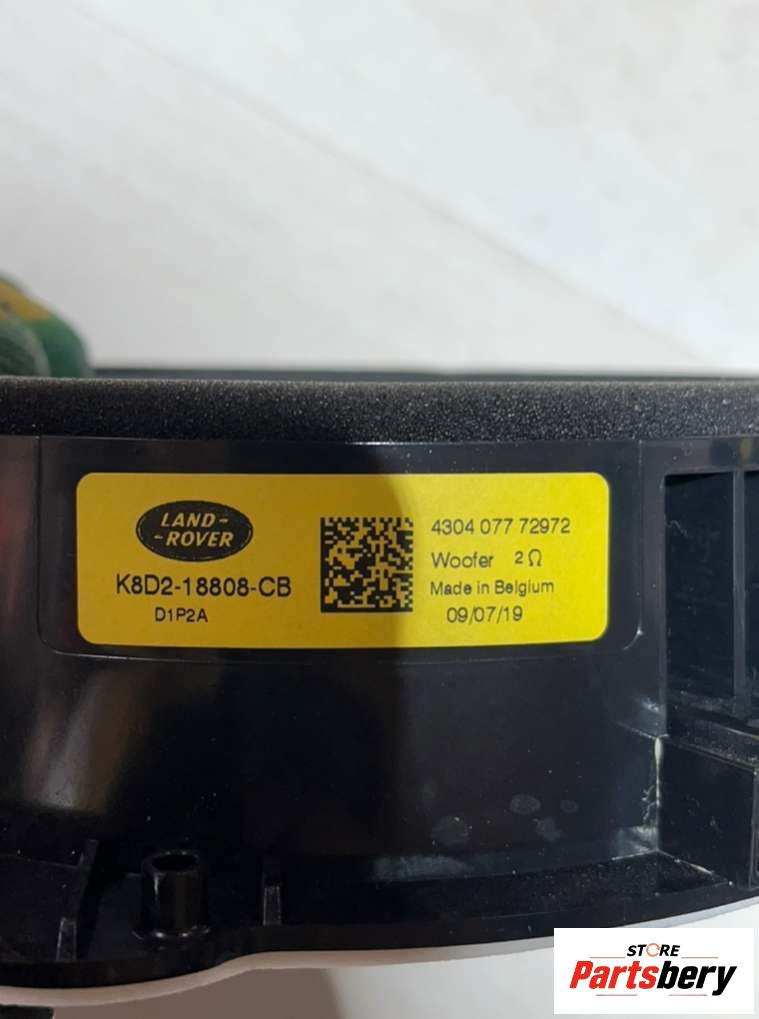 LAND-
-ROVER
K8D2-18808-CB
D1P2A
4304 077 72972
Woofer 2Ω
Made in Belgium
09/07/19
STORE
Partsbery